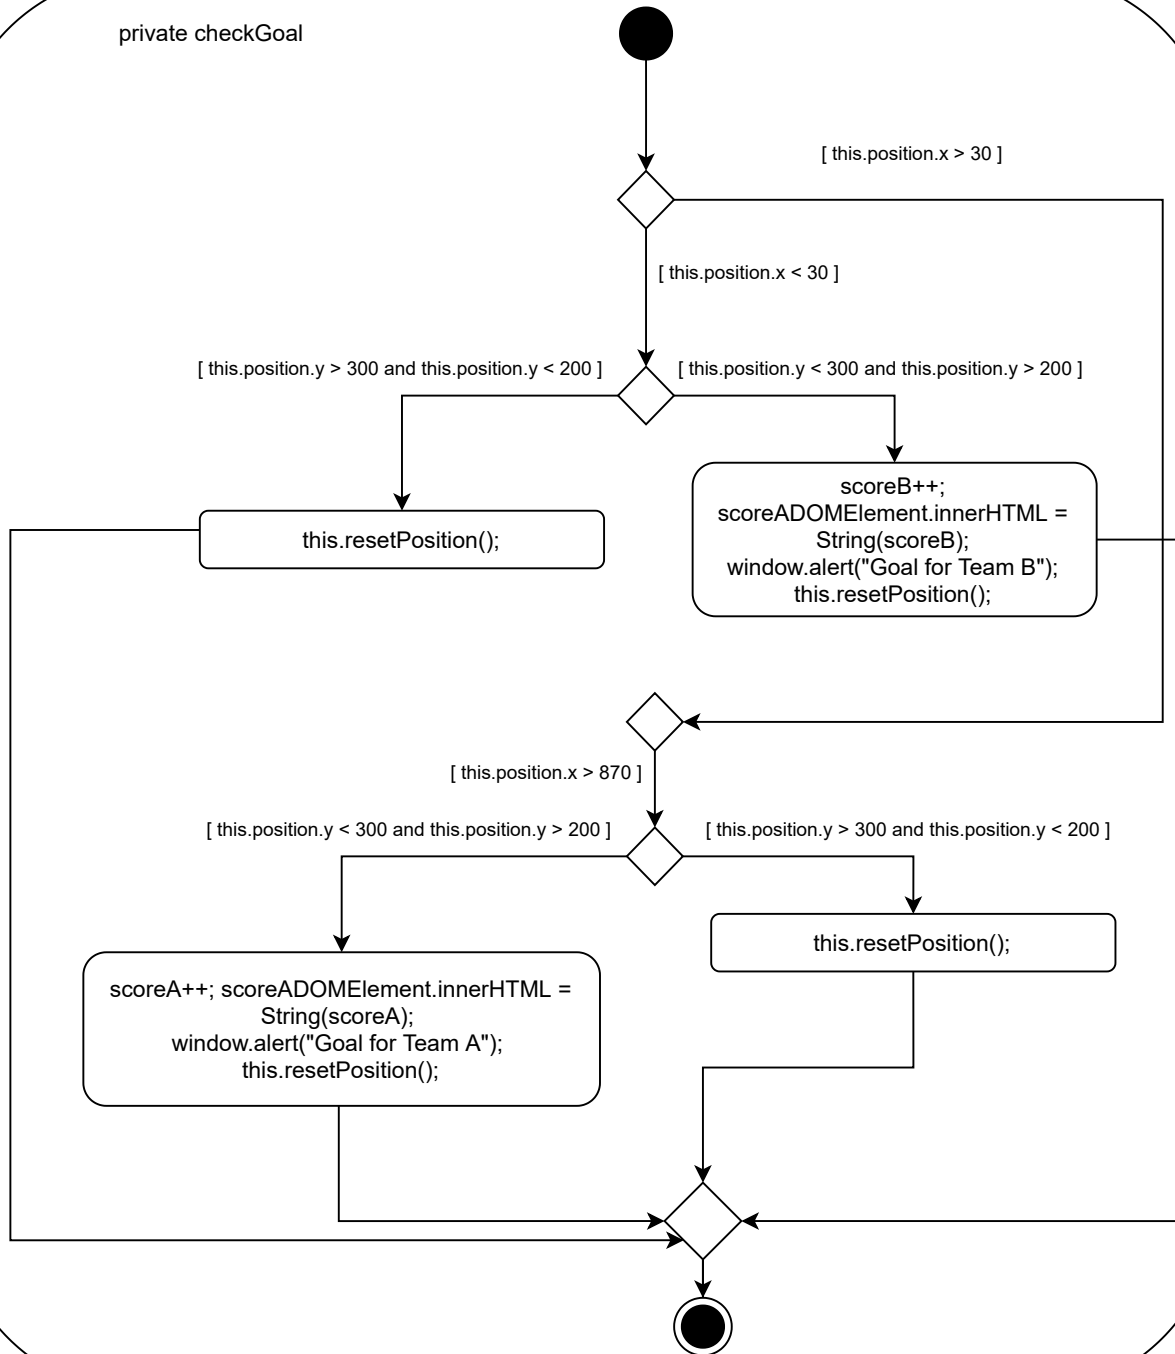 private checkGoal
[ this.position.x > 30 ]
[ this.position.x < 30 ]
[ this.position.y > 300 and this.position.y < 200 ]
[ this.position.y < 300 and this.position.y > 200 ]
this.resetPosition();
scoreB++;
scoreADOMElement.innerHTML =
String(scoreB);
window.alert("Goal for Team B");
this.resetPosition();
[ this.position.x > 870 ]
[ this.position.y < 300 and this.position.y > 200 ]
[ this.position.y > 300 and this.position.y < 200 ]
scoreA++; scoreADOMElement.innerHTML =
String(scoreA);
window.alert("Goal for Team A");
this.resetPosition();
this.resetPosition();